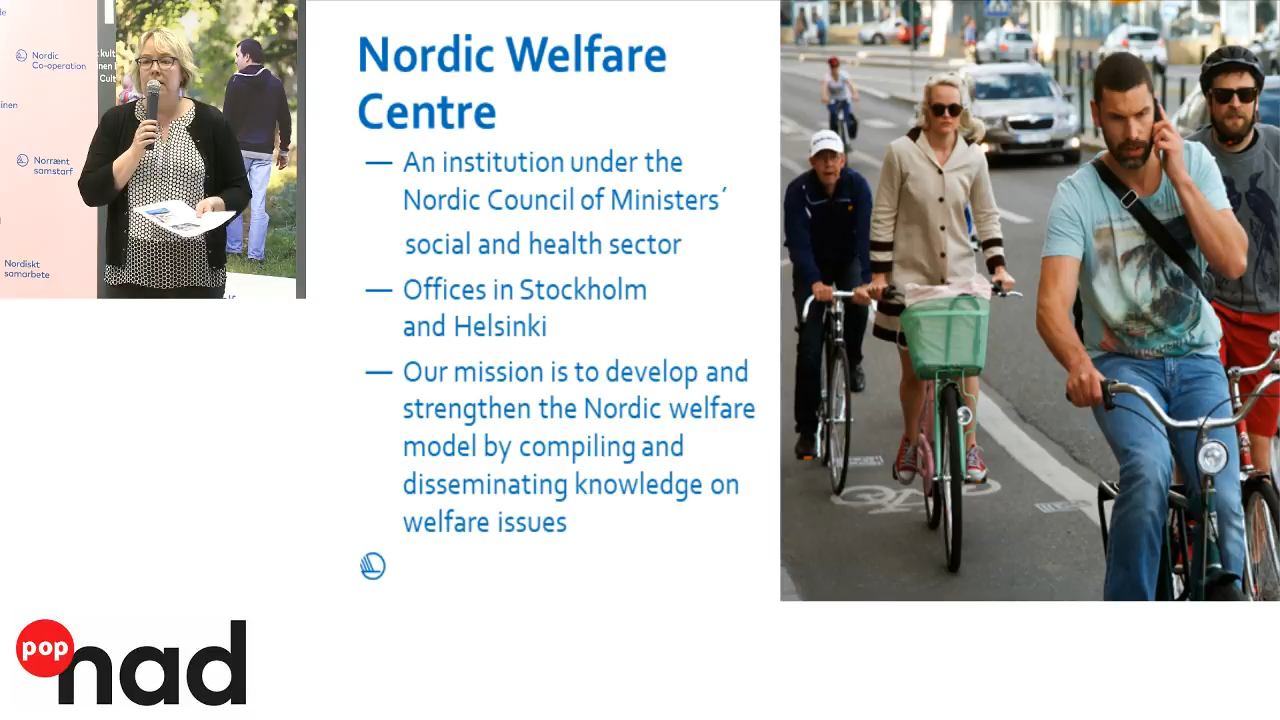 Nordic
Co-operation
Norrænt
samstarf
Nordiskt
samarbete
Nordic Welfare
Centre
— An institution under the
Nordic Council of Ministers´
social and health sector
— Offices in Stockholm
and Helsinki
— Our mission is to develop and
strengthen the Nordic welfare
model by compiling and
disseminating knowledge on
welfare issues
pop
nad